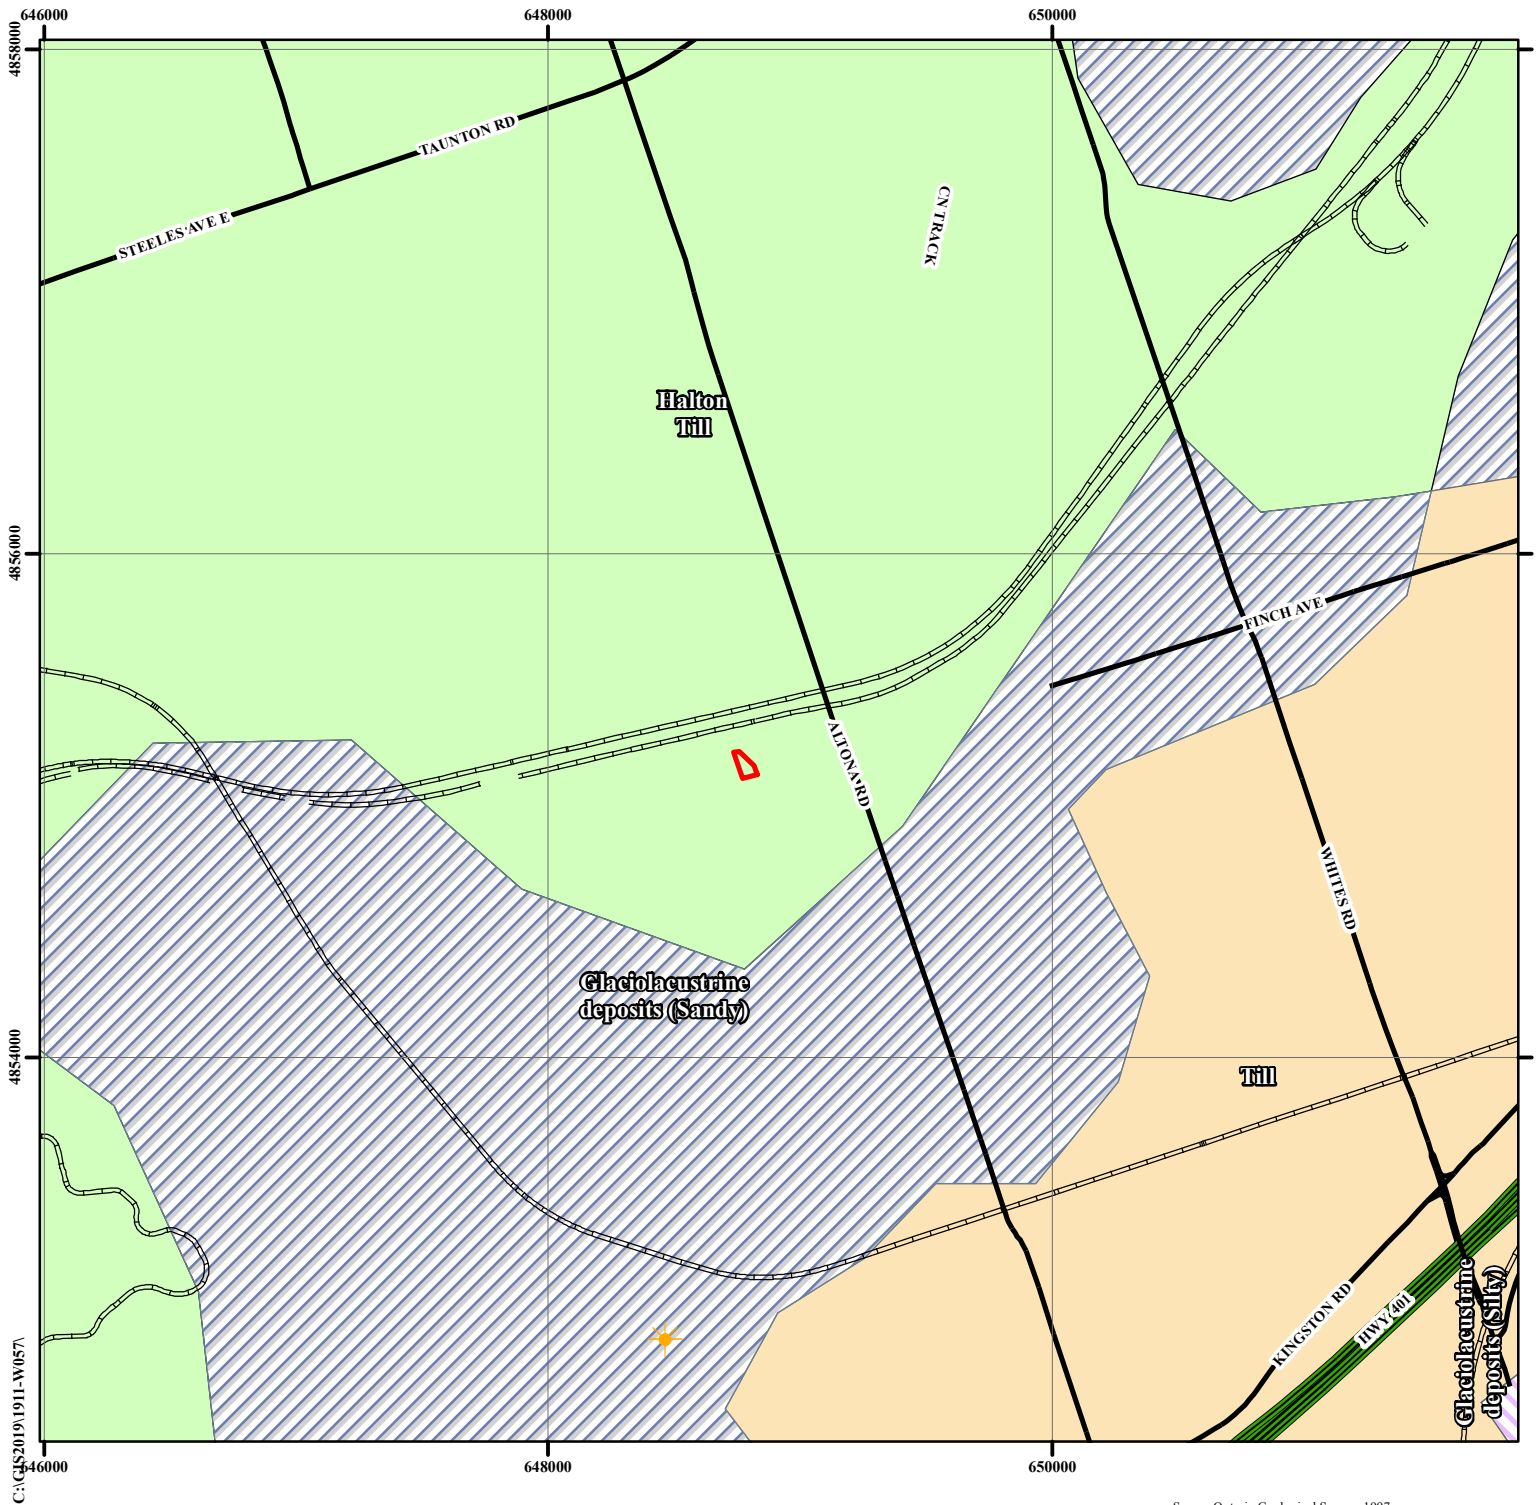 646000
648000
650000
4858000
TAUNTON RD
STEELES AVE E
CN TRACK
Halton
Till
4856000
FINCH AVE
ALTONA RD
WHITES RD
Glaciolacustrine
deposits (Sandy)
4854000
Till
KINGSTON RD
HWY 401
Glaciolacustrine
deposits (Silty)
C:\GIS2019\1911-W057\
646000
648000
650000